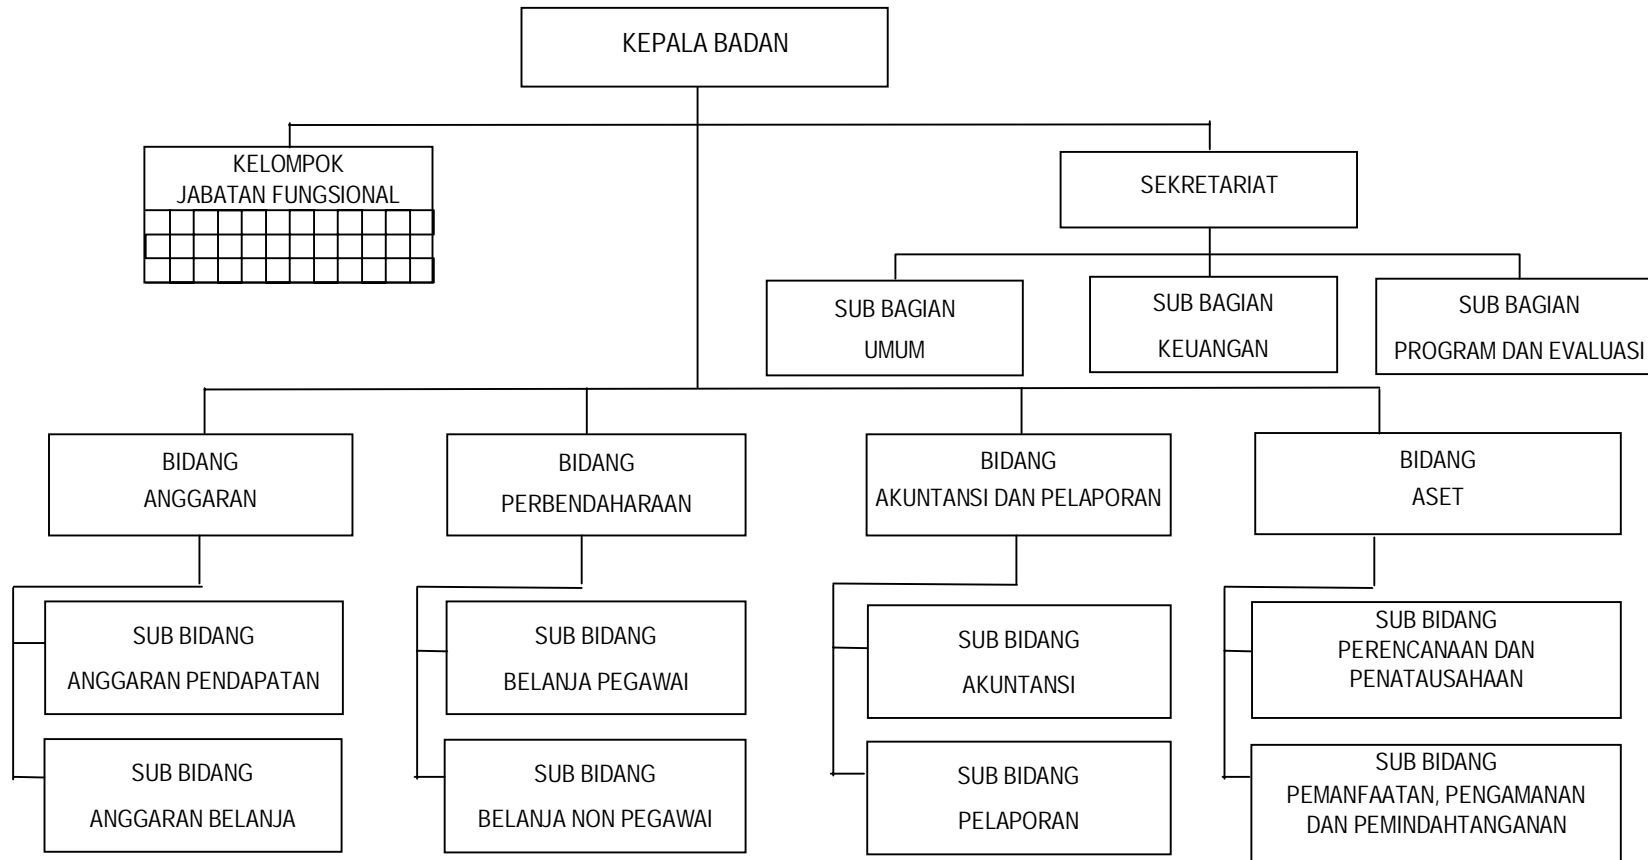 KEPALA BADAN
KELOMPOK
JABATAN FUNGSIONAL
SEKRETARIAT
SUB BAGIAN
UMUM
SUB BAGIAN
KEUANGAN
SUB BAGIAN
PROGRAM DAN EVALUASI
BIDANG
ANGGARAN
BIDANG
PERBENDAHARAAN
BIDANG
AKUNTANSI DAN PELAPORAN
BIDANG
ASET
SUB BIDANG
ANGGARAN PENDAPATAN
SUB BIDANG
BELANJA PEGAWAI
SUB BIDANG
AKUNTANSI
SUB BIDANG
PERENCANAAN DAN
PENATAUSAHAAN
SUB BIDANG
ANGGARAN BELANJA
SUB BIDANG
BELANJA NON PEGAWAI
SUB BIDANG
PELAPORAN
SUB BIDANG
PEMANFAATAN, PENGAMANAN
DAN PEMINDAHTANGANAN